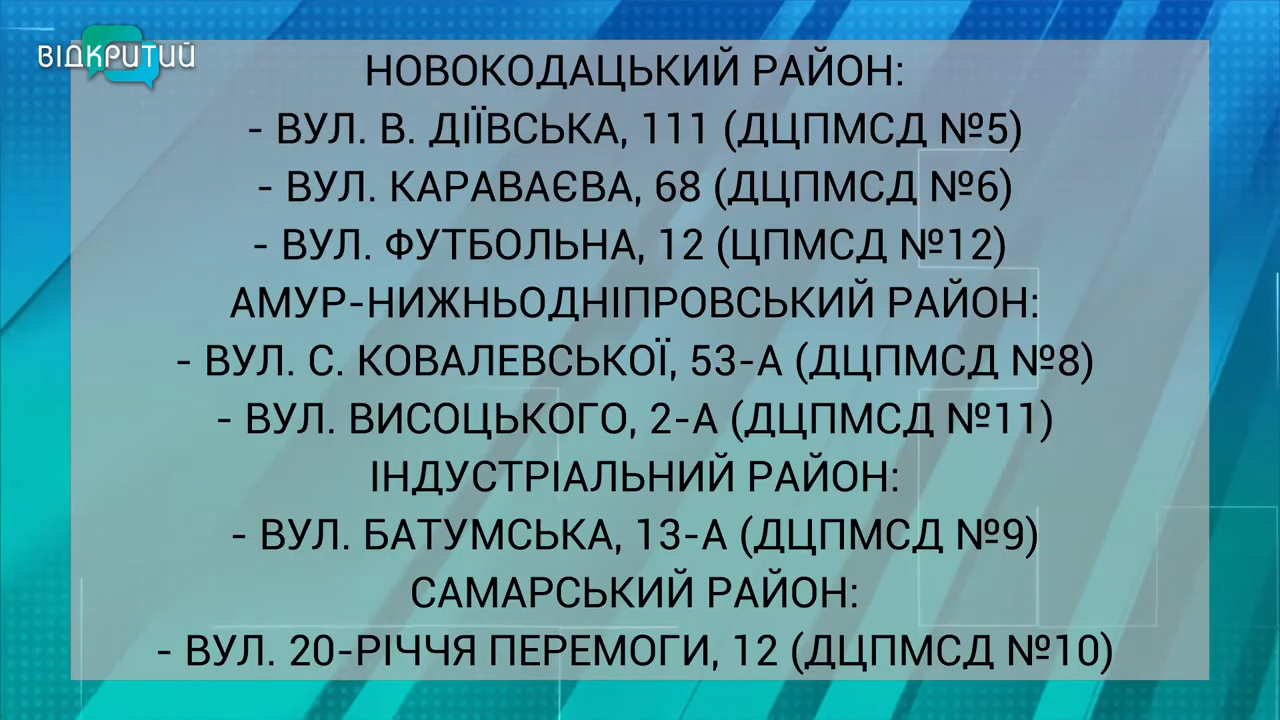 ВІДКРИТИЙ
НОВОКОДАЦЬКИЙ РАЙОН:
- ВУЛ. В. ДІЇВСЬКА, 111 (ДЦПМСД №5)
- ВУЛ. КАРАВАЄВА, 68 (ДЦПМСД №6)
- ВУЛ. ФУТБОЛЬНА, 12 (ЦПМСД №12)
АМУР-НИЖНЬОДНІПРОВСЬКИЙ РАЙОН:
- ВУЛ. С. КОВАЛЕВСЬКОЇ, 53-А (ДЦПМСД №8)
- ВУЛ. ВИСОЦЬКОГО, 2-А (ДЦПМСД №11)
ІНДУСТРІАЛЬНИЙ РАЙОН:
- ВУЛ. БАТУМСЬКА, 13-А (ДЦПМСД №9)
САМАРСЬКИЙ РАЙОН:
- ВУЛ. 20-РІЧЧЯ ПЕРЕМОГИ, 12 (ДЦПМСД №10)